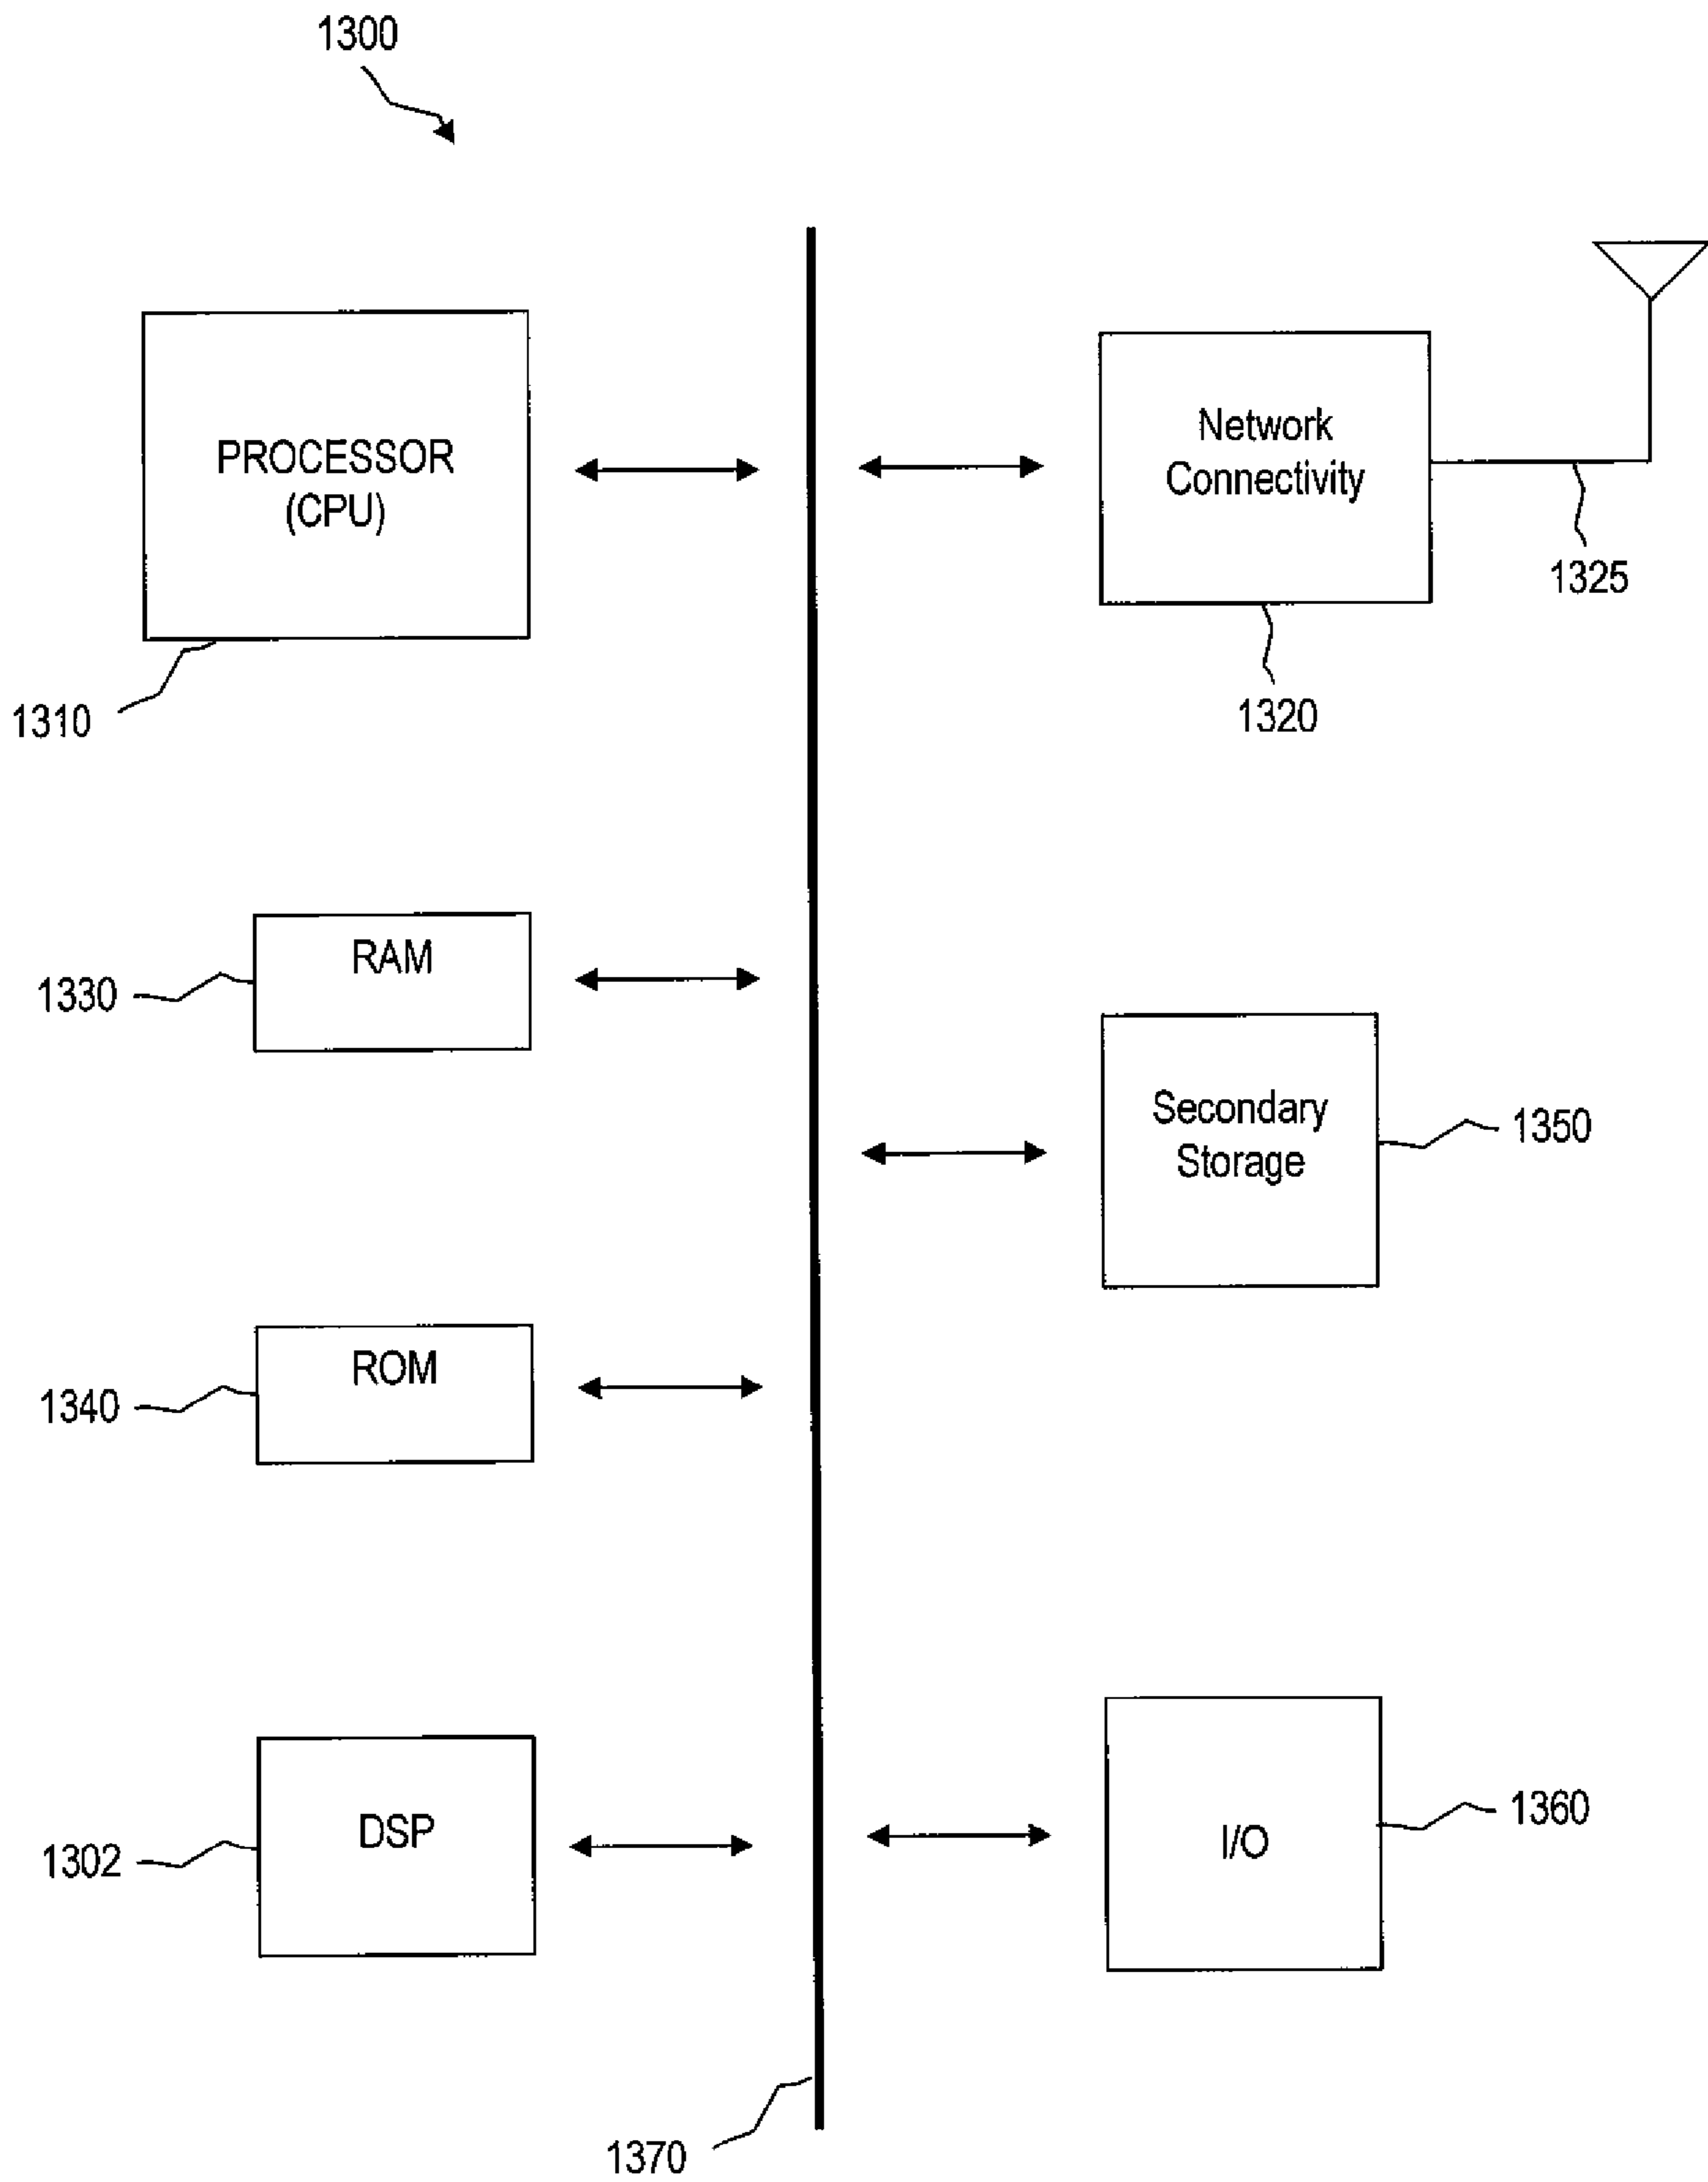 1300
PROCESSOR
(CPU)
1310
Network
Connectivity
1325
1320
RAM
1330
Secondary
Storage
1350
ROM
1340
DSP
1302
I/O
1360
1370